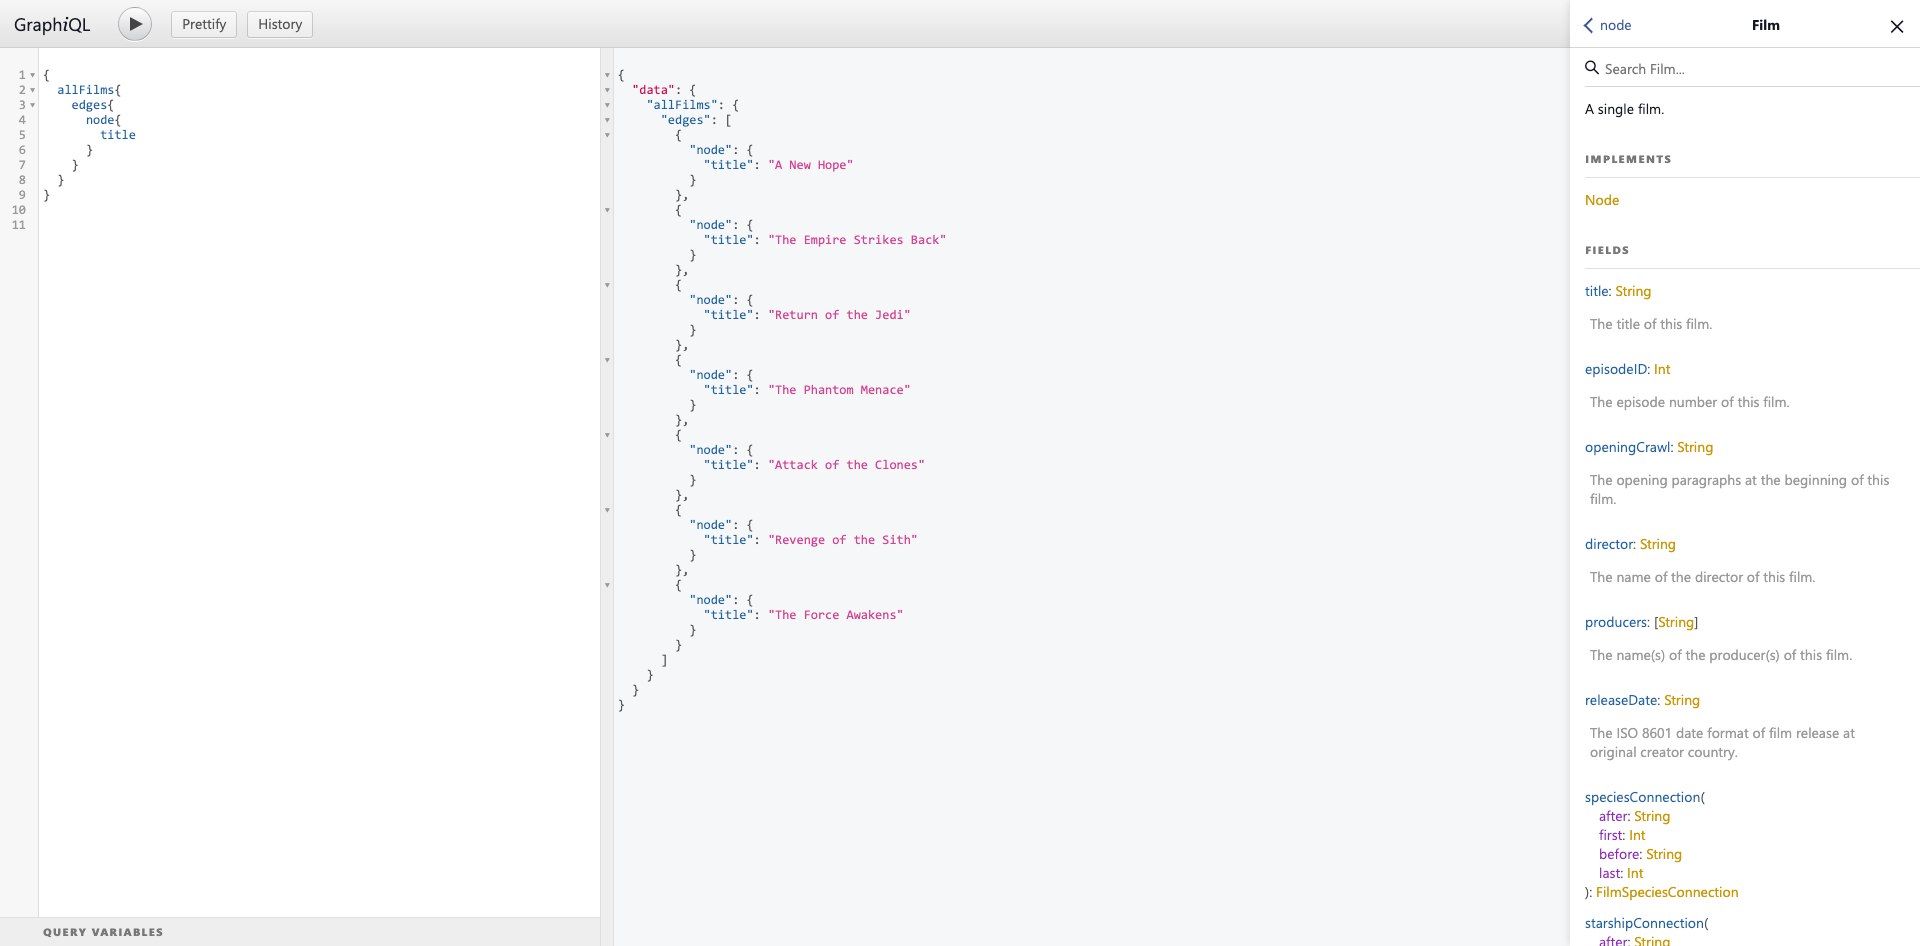 GraphiQL
Prettify
History
1 {
2   allFilms{
3     edges{
4       node{
5         title
6       }
7     }
8   }
9 }
10
11
QUERY VARIABLES
{
  "data": {
    "allFilms": {
      "edges": [
        {
          "node": {
            "title": "A New Hope"
          }
        },
        {
          "node": {
            "title": "The Empire Strikes Back"
          }
        },
        {
          "node": {
            "title": "Return of the Jedi"
          }
        },
        {
          "node": {
            "title": "The Phantom Menace"
          }
        },
        {
          "node": {
            "title": "Attack of the Clones"
          }
        },
        {
          "node": {
            "title": "Revenge of the Sith"
          }
        },
        {
          "node": {
            "title": "The Force Awakens"
          }
        }
      ]
    }
  }
}
node
Film
Search Film...
A single film.
IMPLEMENTS
Node
FIELDS
title: String
The title of this film.
episodeID: Int
The episode number of this film.
openingCrawl: String
The opening paragraphs at the beginning of this
film.
director: String
The name of the director of this film.
producers: [String]
The name(s) of the producer(s) of this film.
releaseDate: String
The ISO 8601 date format of film release at
original creator country.
speciesConnection(
after: String
first: Int
before: String
last: Int
): FilmSpeciesConnection
starshipConnection(
after: String